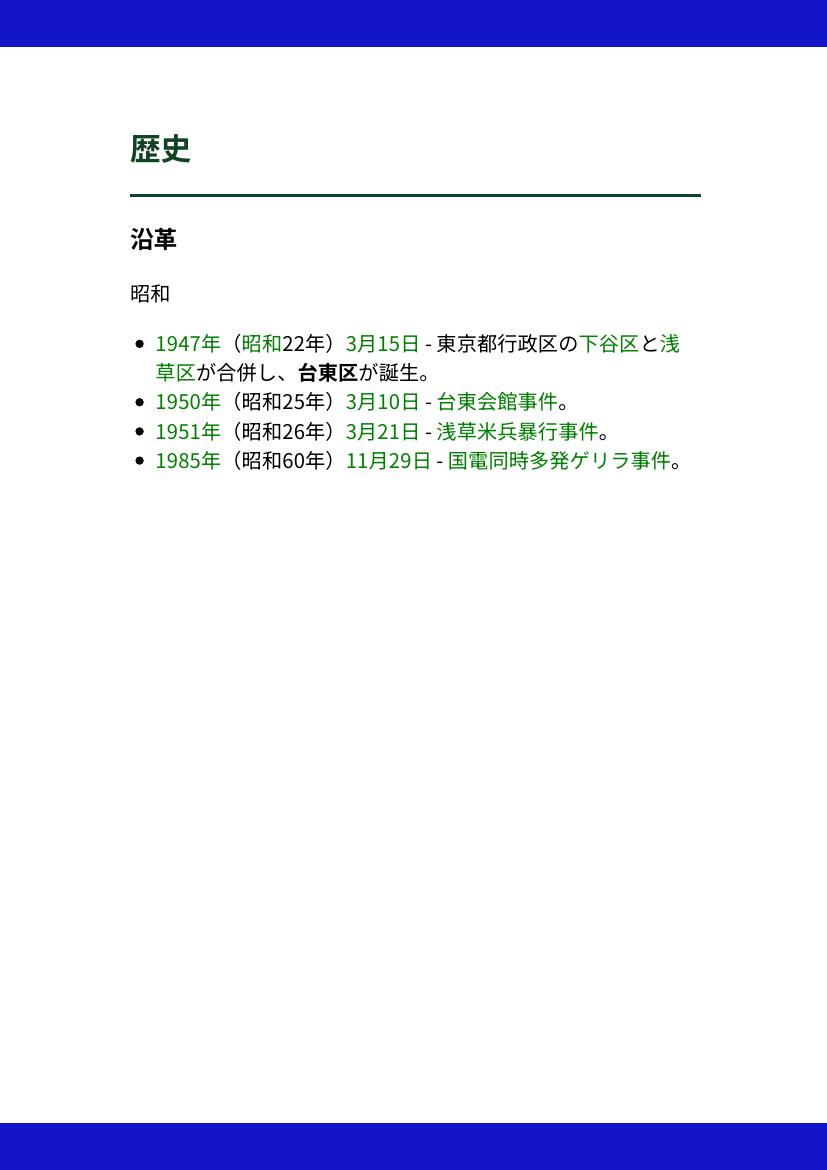 歴史
沿革
昭和
• 1947年（昭和22年）3月15日 - 東京都行政区の下谷区と浅
草区が合併し、台東区が誕生。
• 1950年（昭和25年）3月10日 - 台東会館事件。
• 1951年（昭和26年）3月21日 - 浅草米兵暴行事件。
• 1985年（昭和60年）11月29日 - 国電同時多発ゲリラ事件。